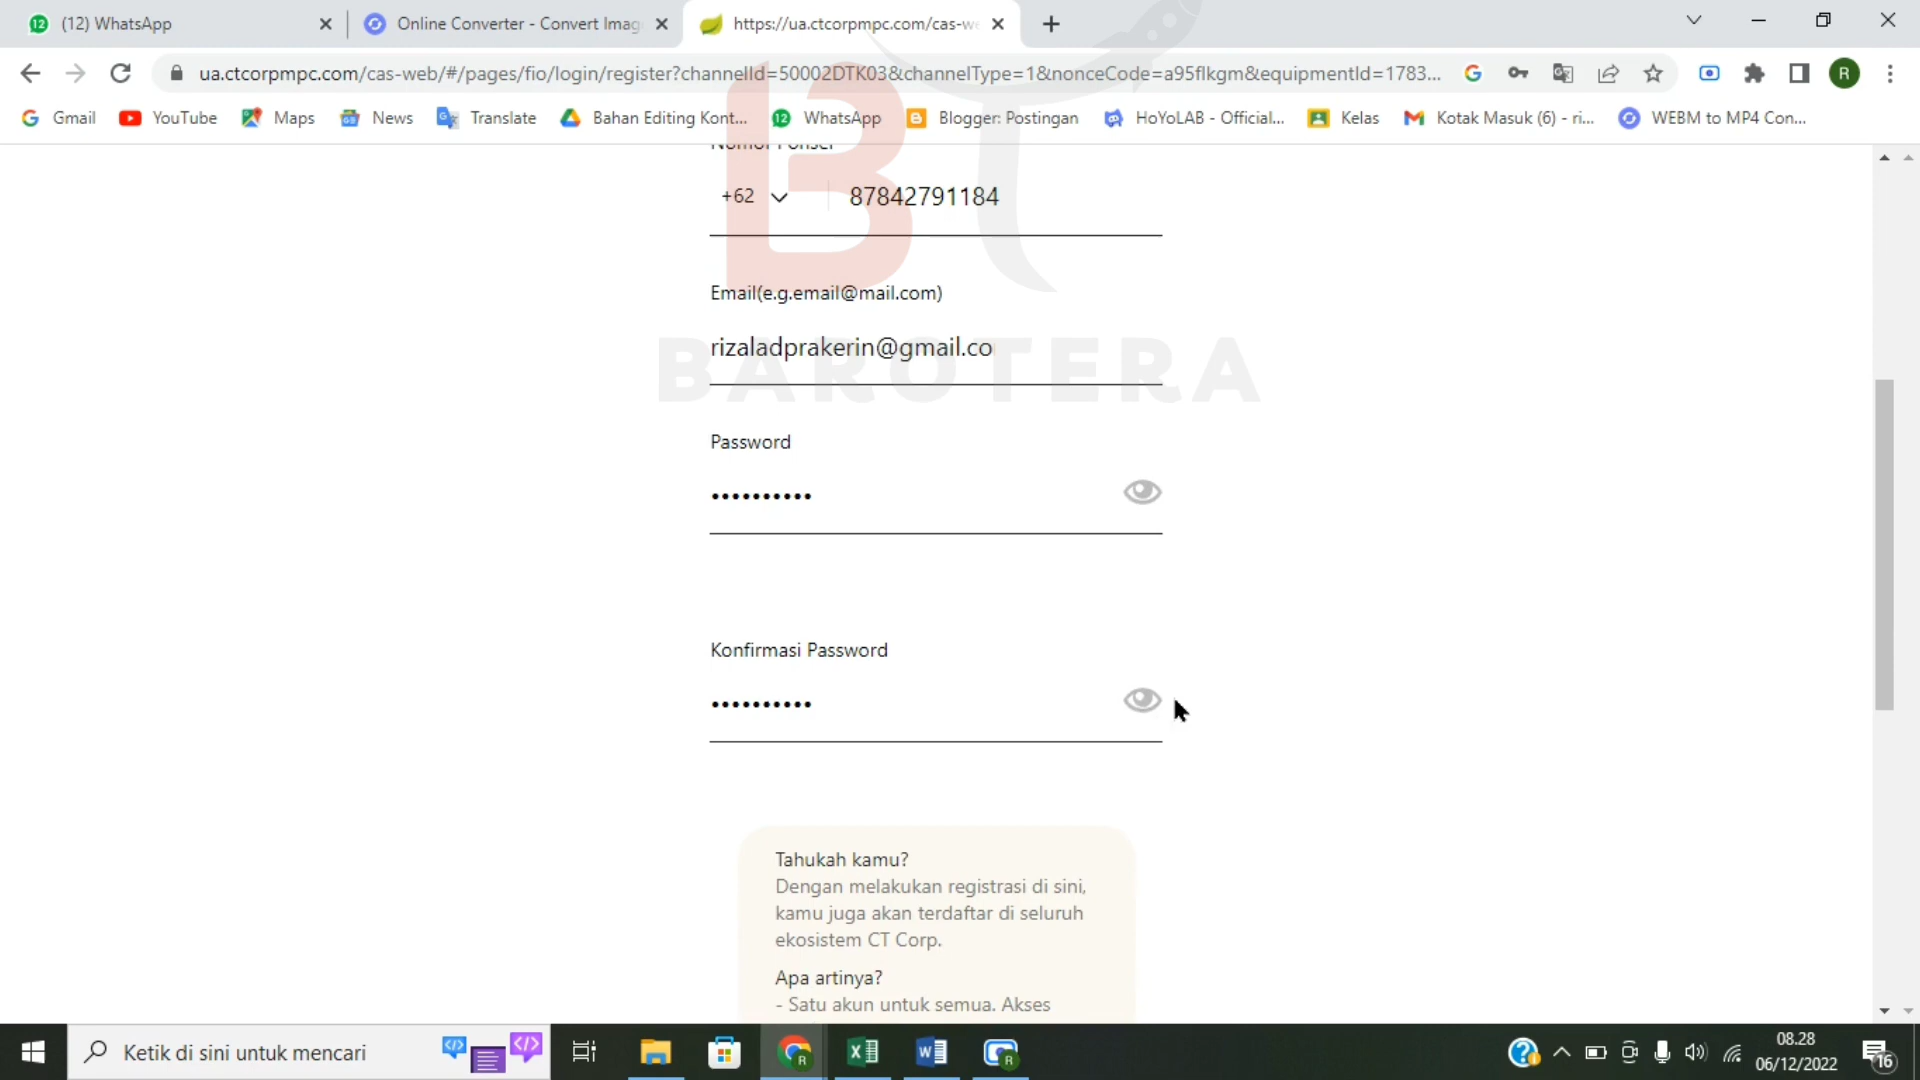 (12) WhatsApp
Online Converter - Convert Imag
https://ua.ctcorpmpc.com/cas-we
ua.ctcorpmpc.com/cas-web/#/pages/fio/login/register?channelId=50002DTK03&channelType=1&nonceCode=a95flkgm&equipmentId=1783...
R
Gmail
YouTube
Maps
News
Translate
Bahan Editing Kont...
WhatsApp
Blogger: Postingan
HoYoLAB - Official...
Kelas
Kotak Masuk (6) - ri...
WEBM to MP4 Con...
Nomor Ponsel
+62 87842791184
Email(e.g.email@mail.com)
rizaladprakerin@gmail.co
BAROTERA
Password
Konfirmasi Password
Tahukah kamu?
Dengan melakukan registrasi di sini,
kamu juga akan terdaftar di seluruh
ekosistem CT Corp.
Apa artinya?
- Satu akun untuk semua. Akses
Ketik di sini untuk mencari
08.28
06/12/2022
16